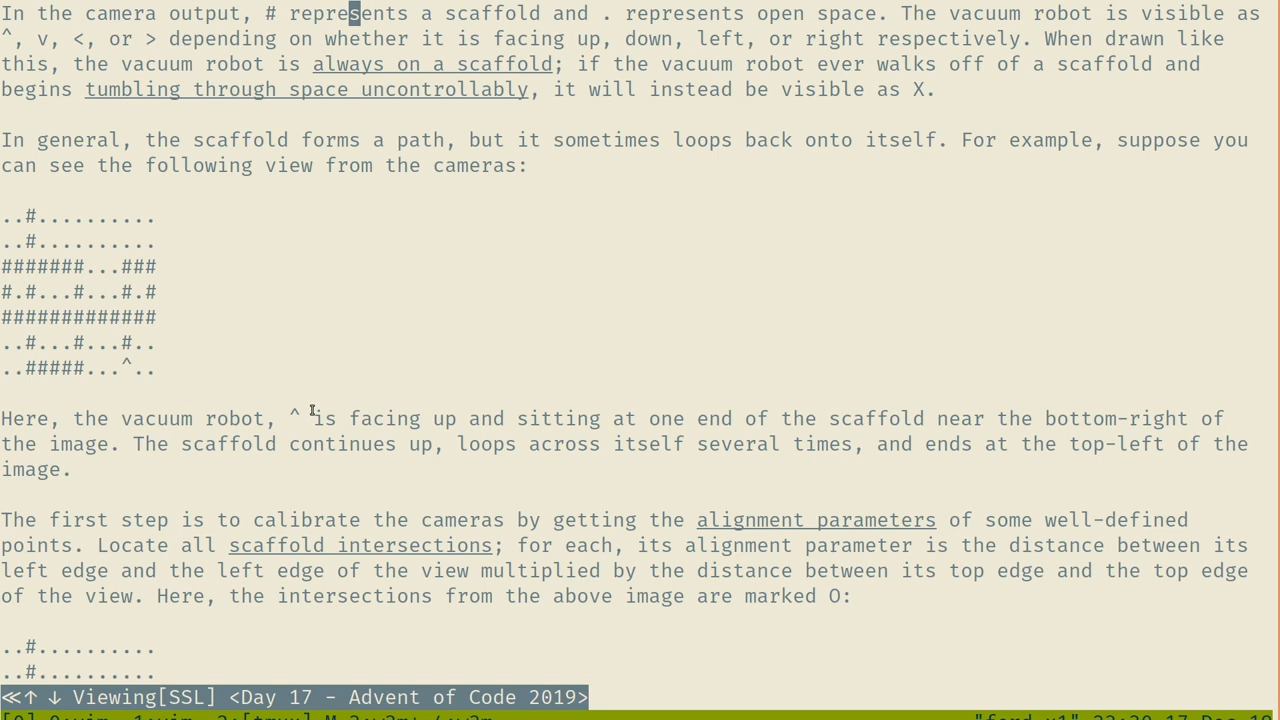 In the camera output, # represents a scaffold and . represents open space. The vacuum robot is visible as
^, v, <, or > depending on whether it is facing up, down, left, or right respectively. When drawn like
this, the vacuum robot is always on a scaffold; if the vacuum robot ever walks off of a scaffold and
begins tumbling through space uncontrollably, it will instead be visible as X.
In general, the scaffold forms a path, but it sometimes loops back onto itself. For example, suppose you
can see the following view from the cameras:
..#..........
..#..........
#######...###
#.#...#...#.#
#############
..#...#...#..
..#####...^..
Here, the vacuum robot, ^ is facing up and sitting at one end of the scaffold near the bottom-right of
the image. The scaffold continues up, loops across itself several times, and ends at the top-left of the
image.
The first step is to calibrate the cameras by getting the alignment parameters of some well-defined
points. Locate all scaffold intersections; for each, its alignment parameter is the distance between its
left edge and the left edge of the view multiplied by the distance between its top edge and the top edge
of the view. Here, the intersections from the above image are marked O:
..#..........
..#..........
≪↑ ↓ Viewing[SSL] <Day 17 - Advent of Code 2019>